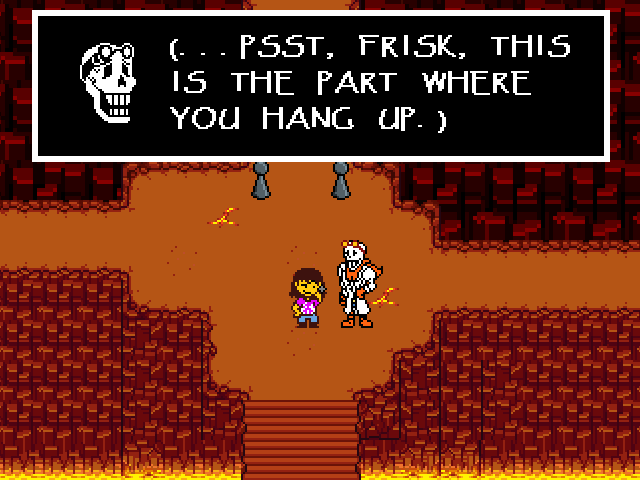 (...PSST, FRISK, THIS
IS THE PART WHERE
YOU HANG UP.)